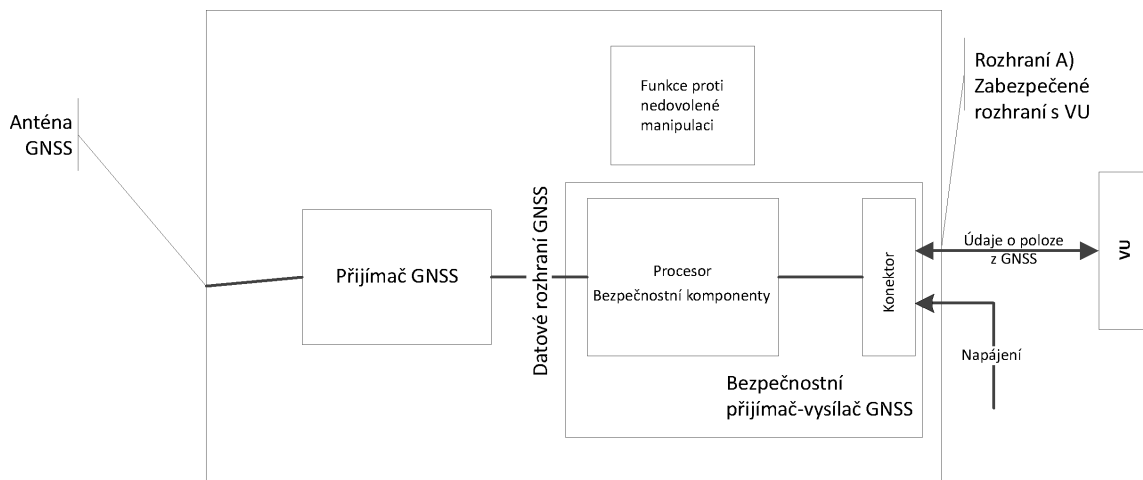 Anténa
GNSS
Funkce proti
nedovolené
manipulaci
Rozhraní A)
Zabezpečené
rozhraní s VU
Přijímač GNSS
Datové rozhraní GNSS
Procesor
Bezpečnostní komponenty
Konektor
Údaje o poloze
z GNSS
VU
Napájení
Bezpečnostní
přijímač-vysílač GNSS